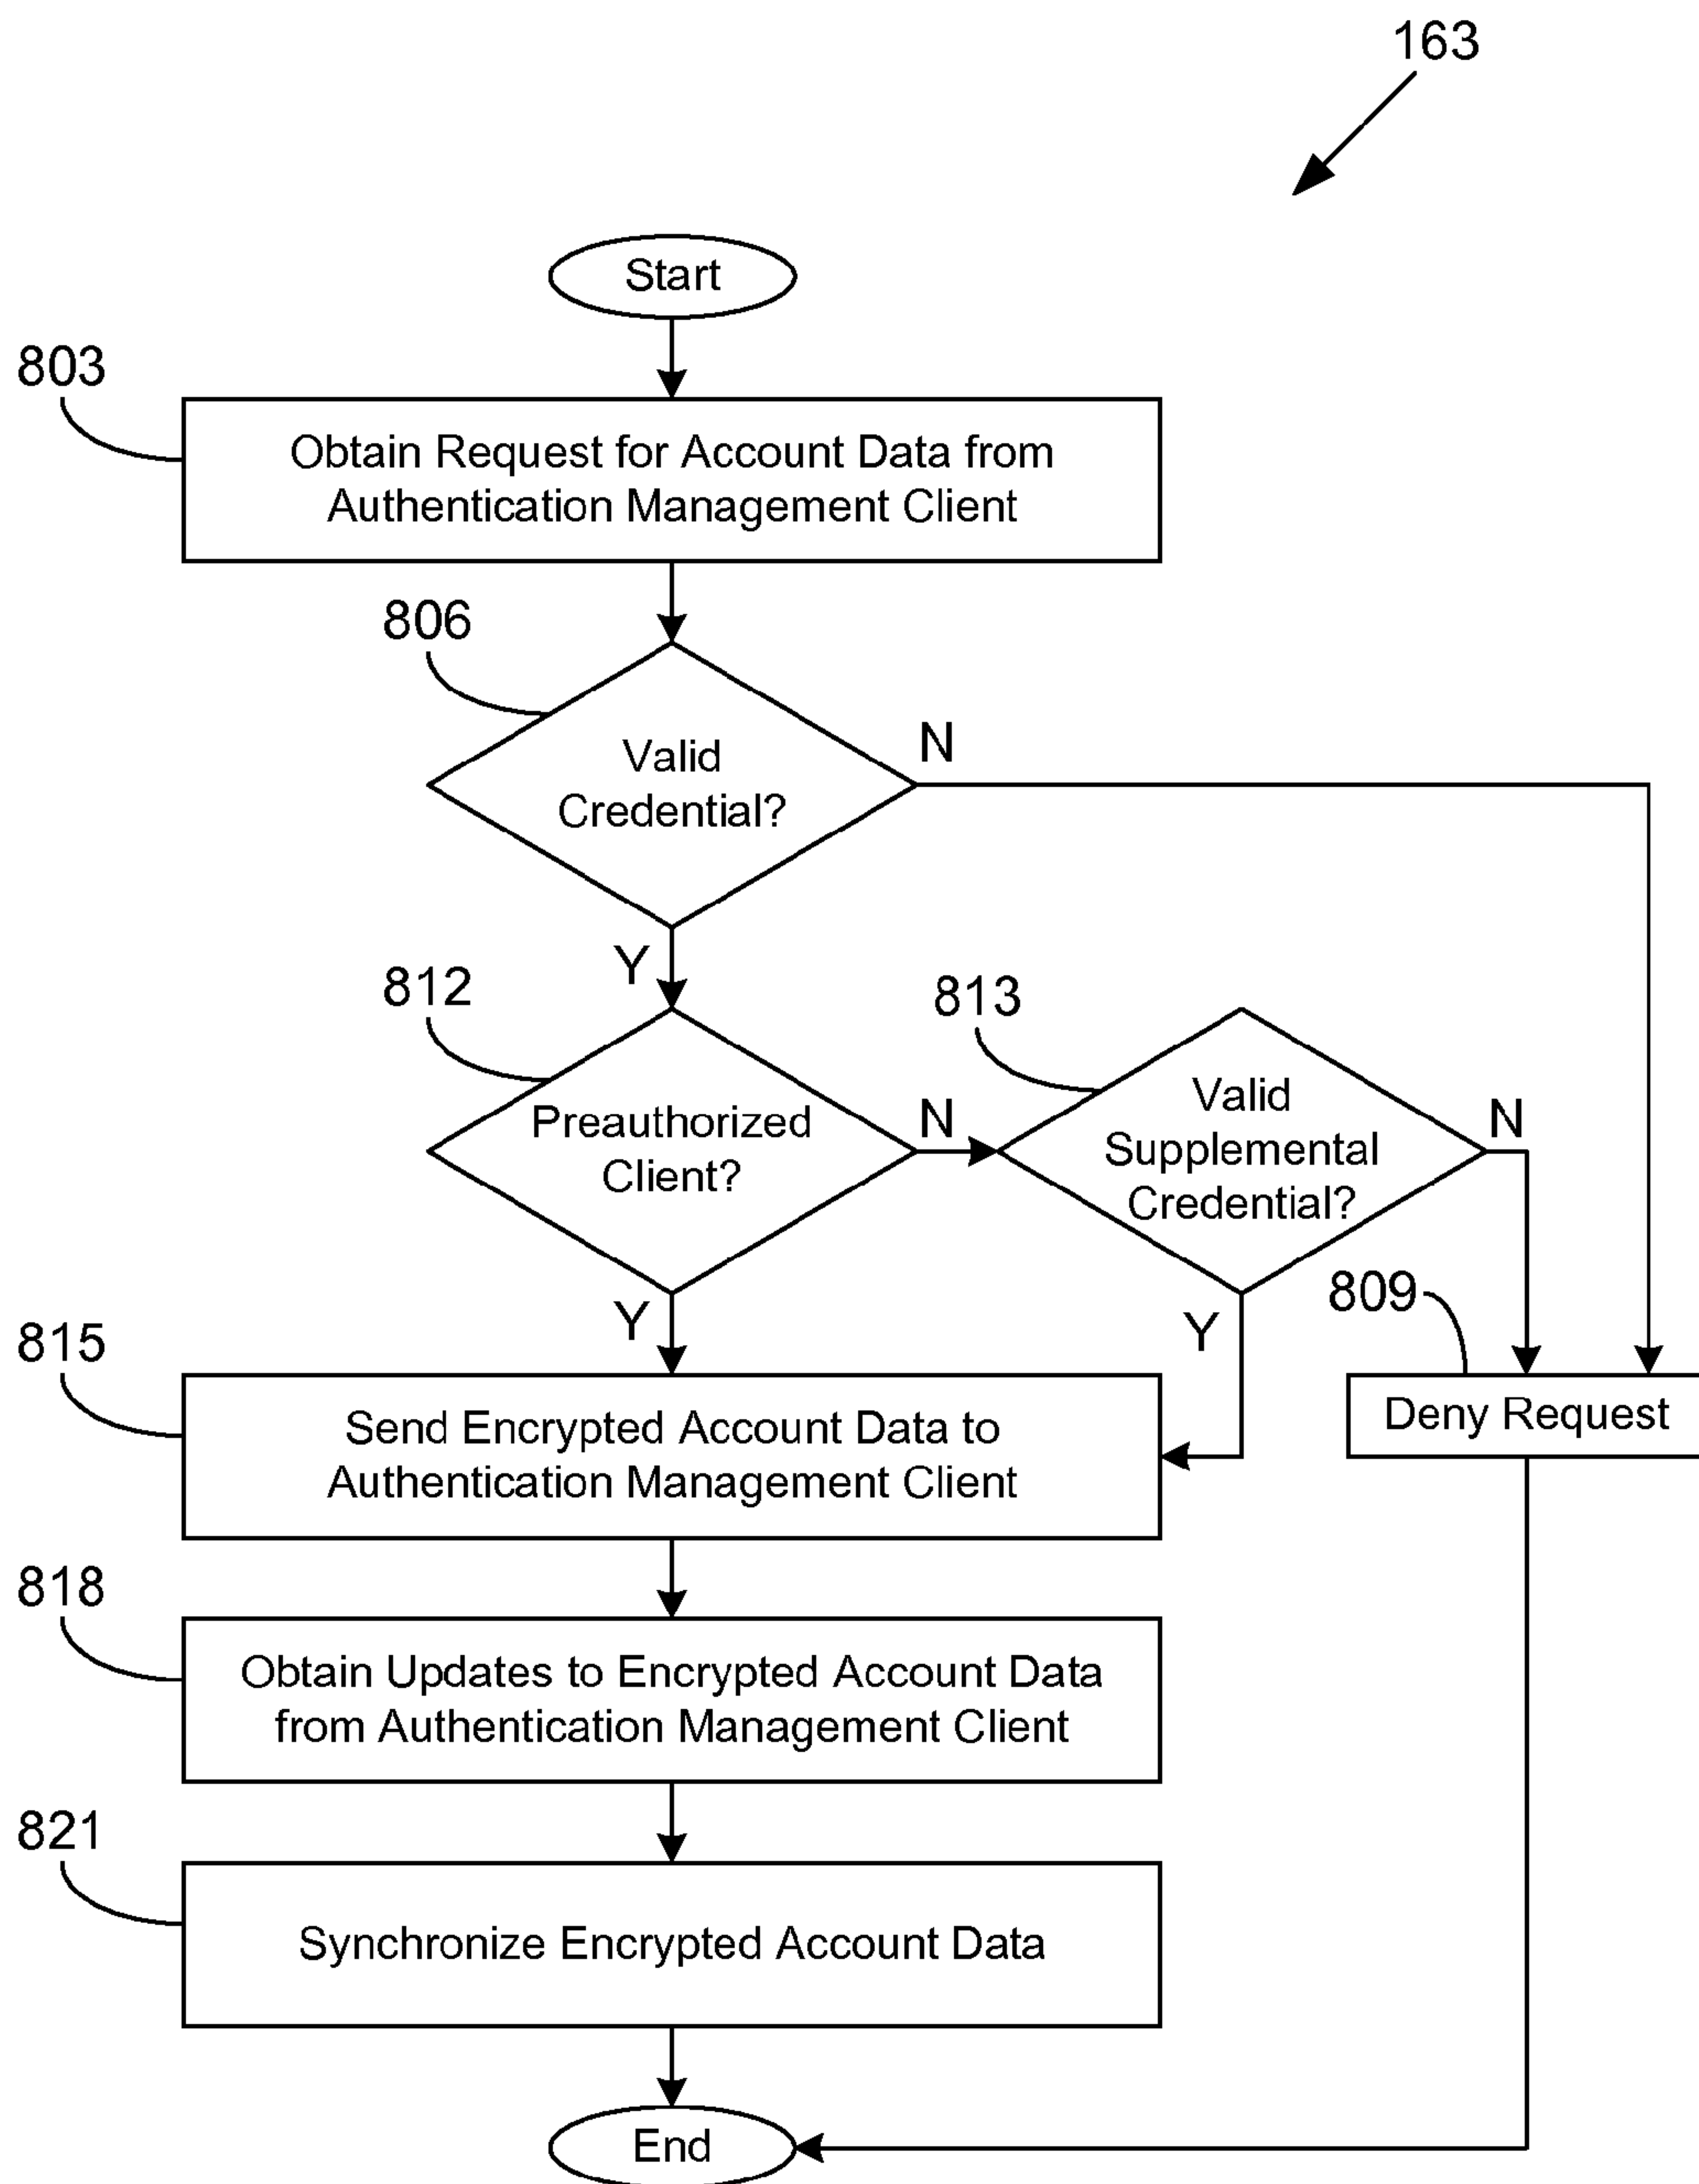 163
Start
803
Obtain Request for Account Data from
Authentication Management Client
806
Valid
Credential?
N
Y
812
Preauthorized
Client?
N
813
Valid
Supplemental
Credential?
N
Y
Y
809
Deny Request
815
Send Encrypted Account Data to
Authentication Management Client
818
Obtain Updates to Encrypted Account Data
from Authentication Management Client
821
Synchronize Encrypted Account Data
End